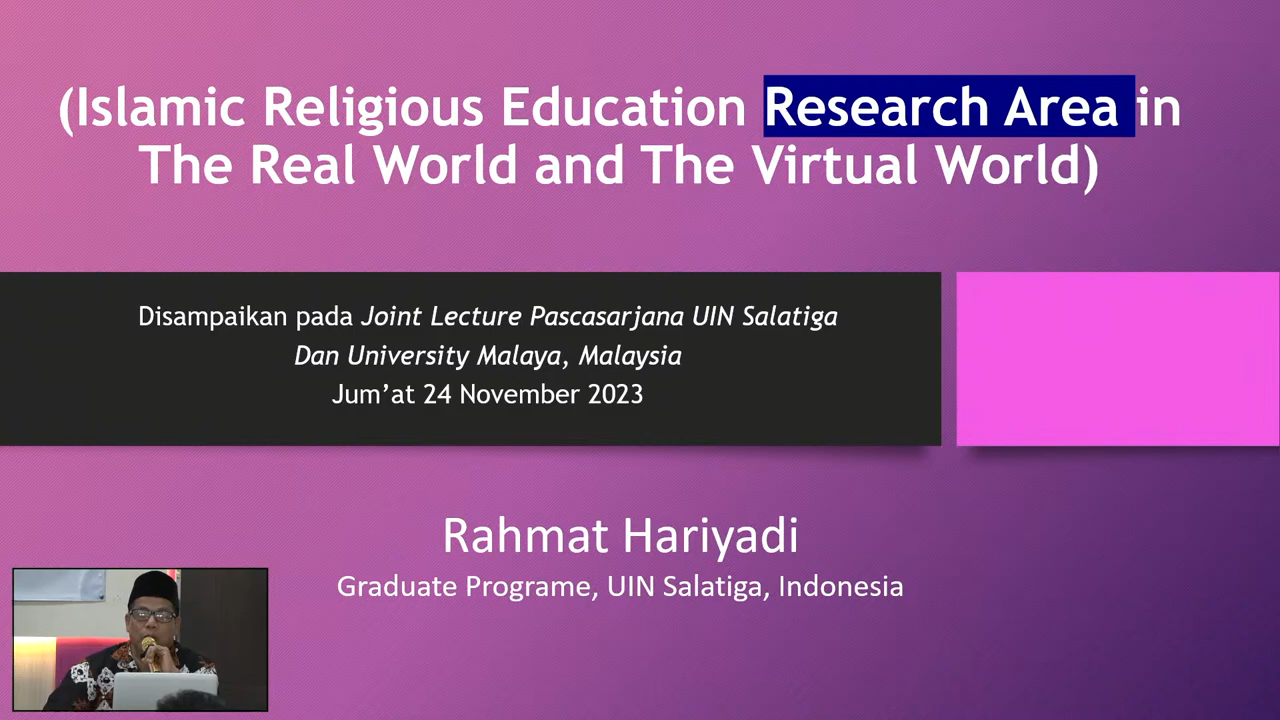 (Islamic Religious Education Research Area in
The Real World and The Virtual World)
Disampaikan pada Joint Lecture Pascasarjana UIN Salatiga
Dan University Malaya, Malaysia
Jum’at 24 November 2023
Rahmat Hariyadi
Graduate Programe, UIN Salatiga, Indonesia